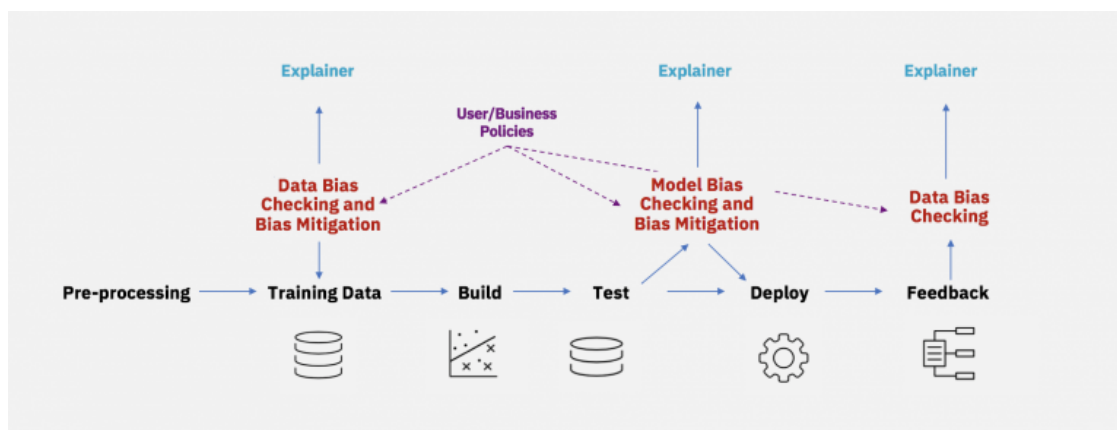 Explainer
Explainer
Explainer
User/Business
Policies
Data Bias
Checking and
Bias Mitigation
Model Bias
Checking and
Bias Mitigation
Data Bias
Checking
Pre-processing
Training Data
Build
Test
Deploy
Feedback